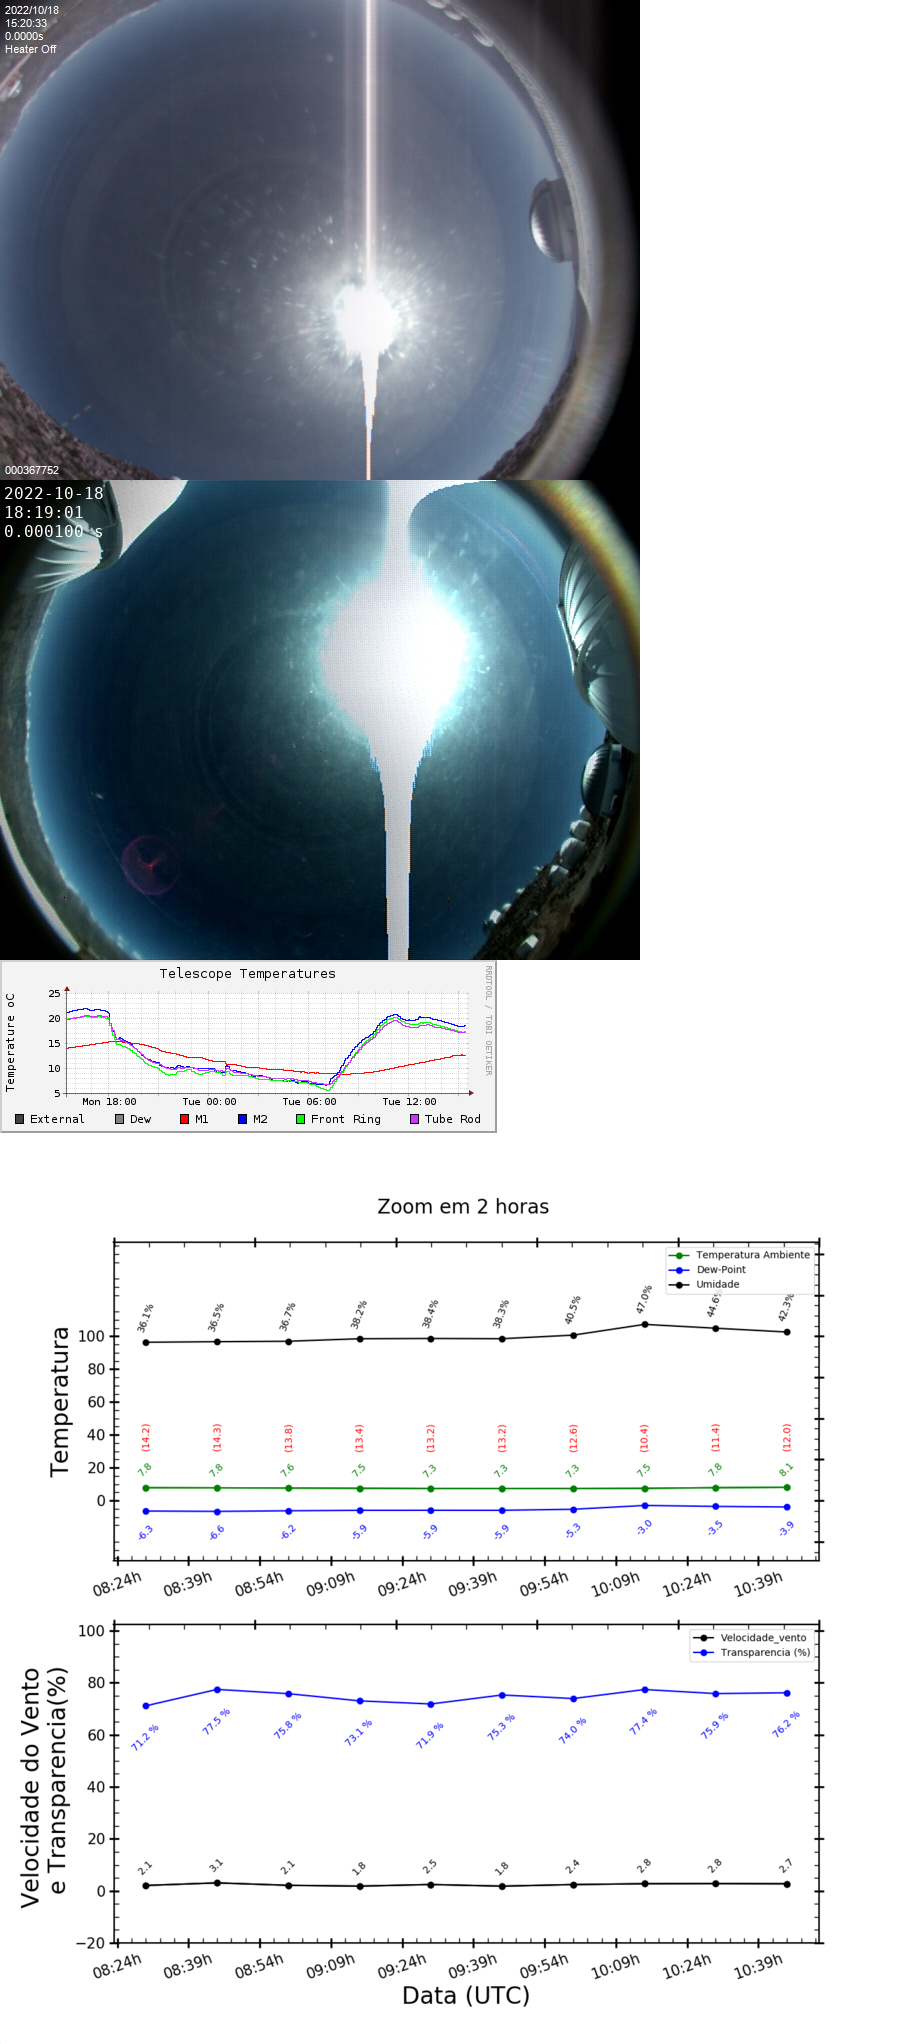 2022/10/18
15:20:33
0.0000s
Heater Off
000367752
2022-10-18
18:19:01
0.000100 s
Telescope Temperatures
RRDTOOL / TOBI OETIKER
Temperature oC
25
20
15
10
5
Mon 18:00 Tue 00:00 Tue 06:00 Tue 12:00
External Dew M1 M2 Front Ring Tube Rod
Zoom em 2 horas
Temperatura Ambiente
Dew-Point
Umidade
Temperatura
36.1% 36.5% 36.7% 38.2% 38.4% 38.3% 40.5% 47.0% 44.6% 42.3%
100
80
60
40
20
0
(14.2) (14.3) (13.8) (13.4) (13.2) (13.2) (12.6) (10.4) (11.4) (12.0)
7.8 7.8 7.6 7.5 7.3 7.3 7.3 7.5 7.8 8.1
-6.3 -6.6 -6.2 -5.9 -5.9 -5.9 -5.3 -3.0 -3.5 -3.9
08:24h 08:39h 08:54h 09:09h 09:24h 09:39h 09:54h 10:09h 10:24h 10:39h
Velocidade_vento
Transparencia (%)
Velocidade do Vento
e Transparencia(%)
100
80
60
40
20
0
−20
71.2 % 77.5 % 75.8 % 73.1 % 71.9 % 75.3 % 74.0 % 77.4 % 75.9 % 76.2 %
2.1 3.1 2.1 1.8 2.5 1.8 2.4 2.8 2.8 2.7
08:24h 08:39h 08:54h 09:09h 09:24h 09:39h 09:54h 10:09h 10:24h 10:39h
Data (UTC)